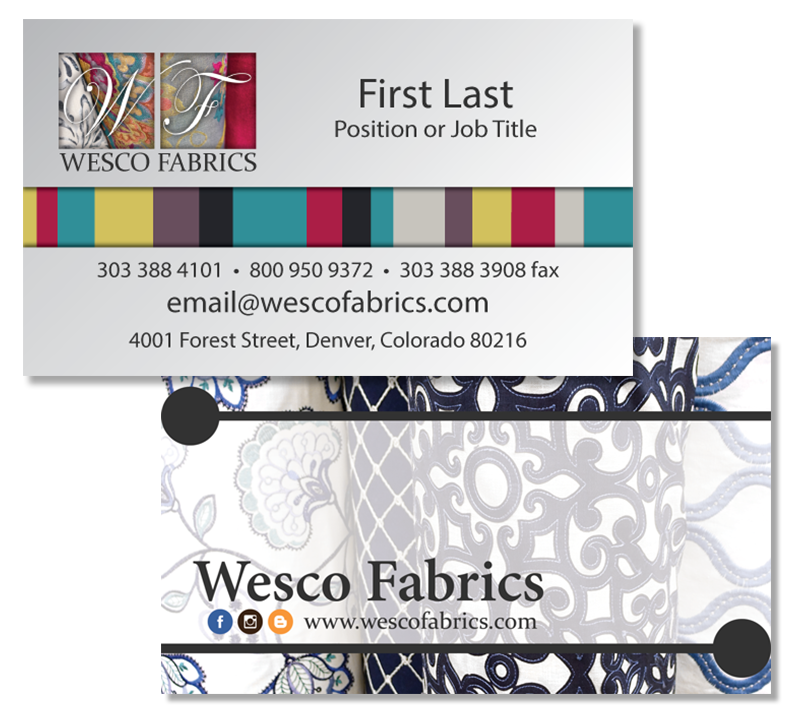 WF
WESCO FABRICS
First Last
Position or Job Title
303 388 4101 • 800 950 9372 • 303 388 3908 fax
email@wescofabrics.com
4001 Forest Street, Denver, Colorado 80216
Wesco Fabrics
www.wescofabrics.com